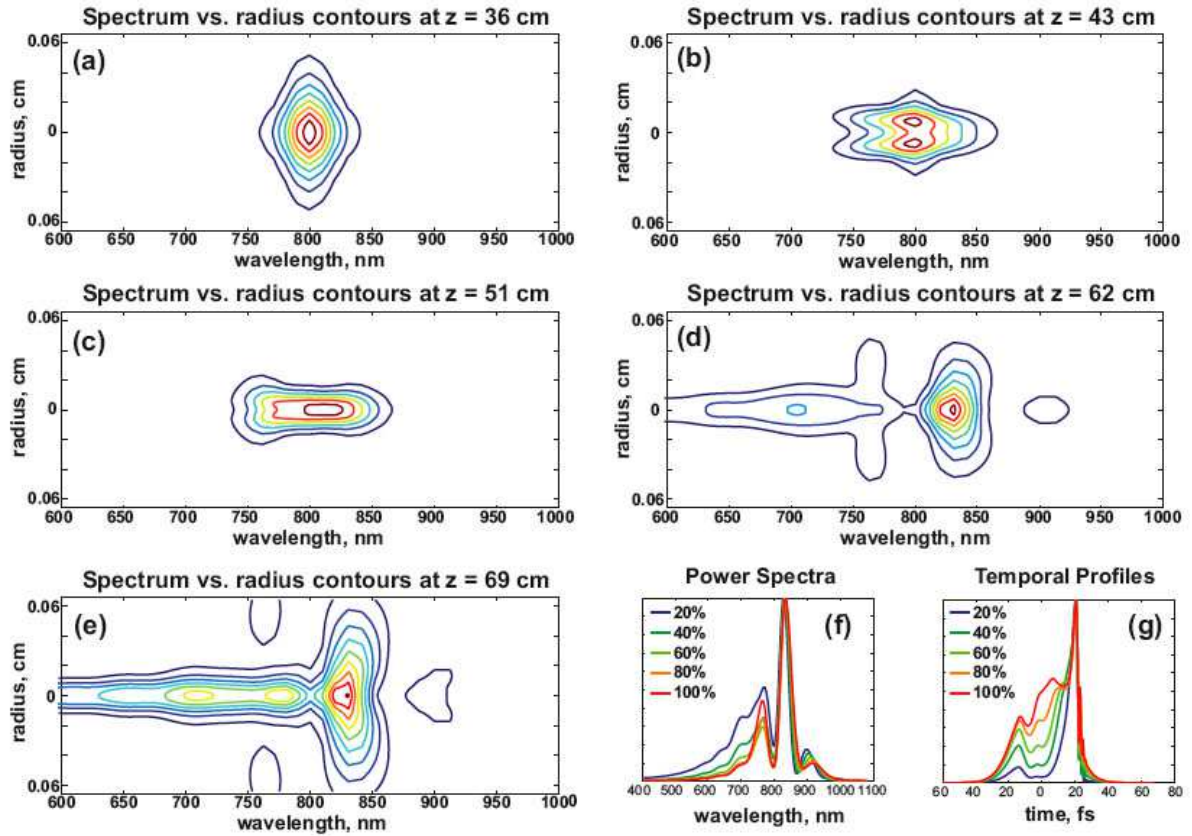 Spectrum vs. radius contours at z = 36 cm
(a)
0.06
0
0.06
radius, cm
600 650 700 750 800 850 900 950 1000
wavelength, nm
Spectrum vs. radius contours at z = 43 cm
(b)
0.06
0
0.06
radius, cm
600 650 700 750 800 850 900 950 1000
wavelength, nm
Spectrum vs. radius contours at z = 51 cm
(c)
0.06
0
0.06
radius, cm
600 650 700 750 800 850 900 950 1000
wavelength, nm
Spectrum vs. radius contours at z = 62 cm
(d)
0.06
0
0.06
radius, cm
600 650 700 750 800 850 900 950 1000
wavelength, nm
Spectrum vs. radius contours at z = 69 cm
(e)
0.06
0
0.06
radius, cm
600 650 700 750 800 850 900 950 1000
wavelength, nm
Power Spectra
(f)
20%
40%
60%
80%
100%
400 500 600 700 800 900 1000 1100
wavelength, nm
Temporal Profiles
(g)
20%
40%
60%
80%
100%
60 40 20 0 20 40 60 80
time, fs